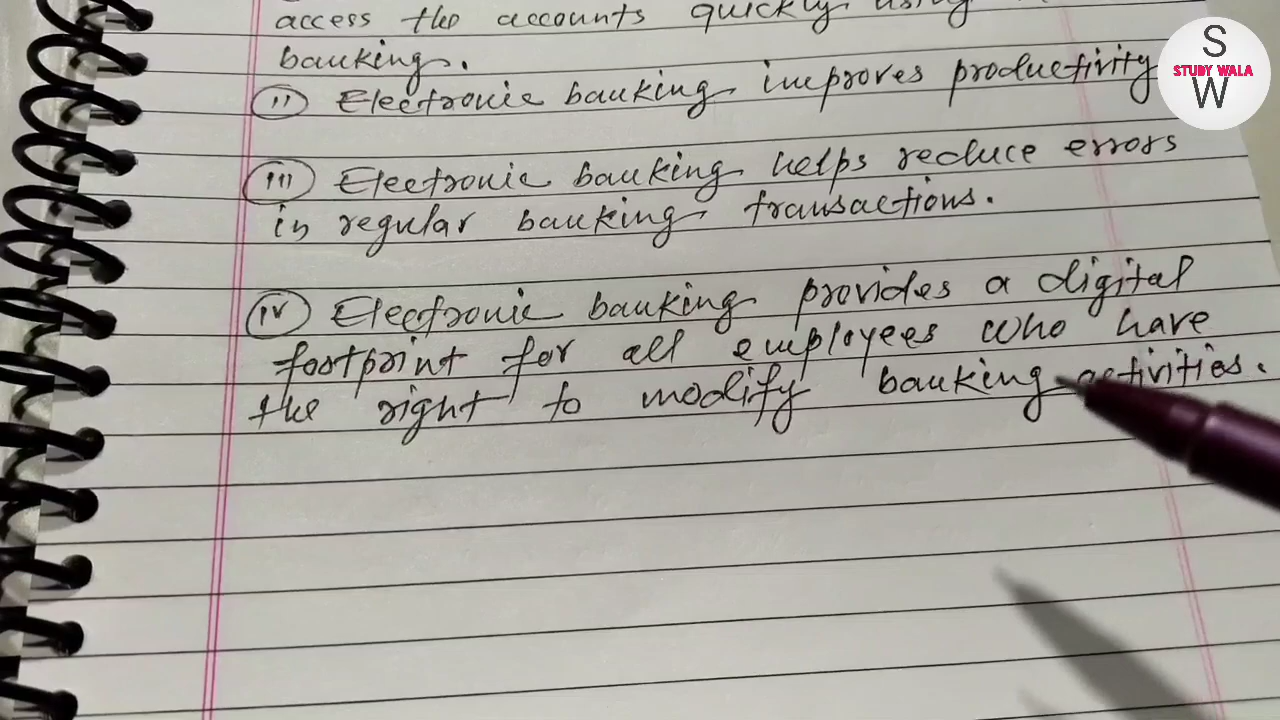 access the accounts quickly using
banking.
(ii) Electronic banking improves productivity
(iii) Electronic banking helps reduce errors
in regular banking transactions.
(iv) Electronic banking provides a digital
footprint for all employees who have
the right to modify banking activities.
S
STUDY WALA
W